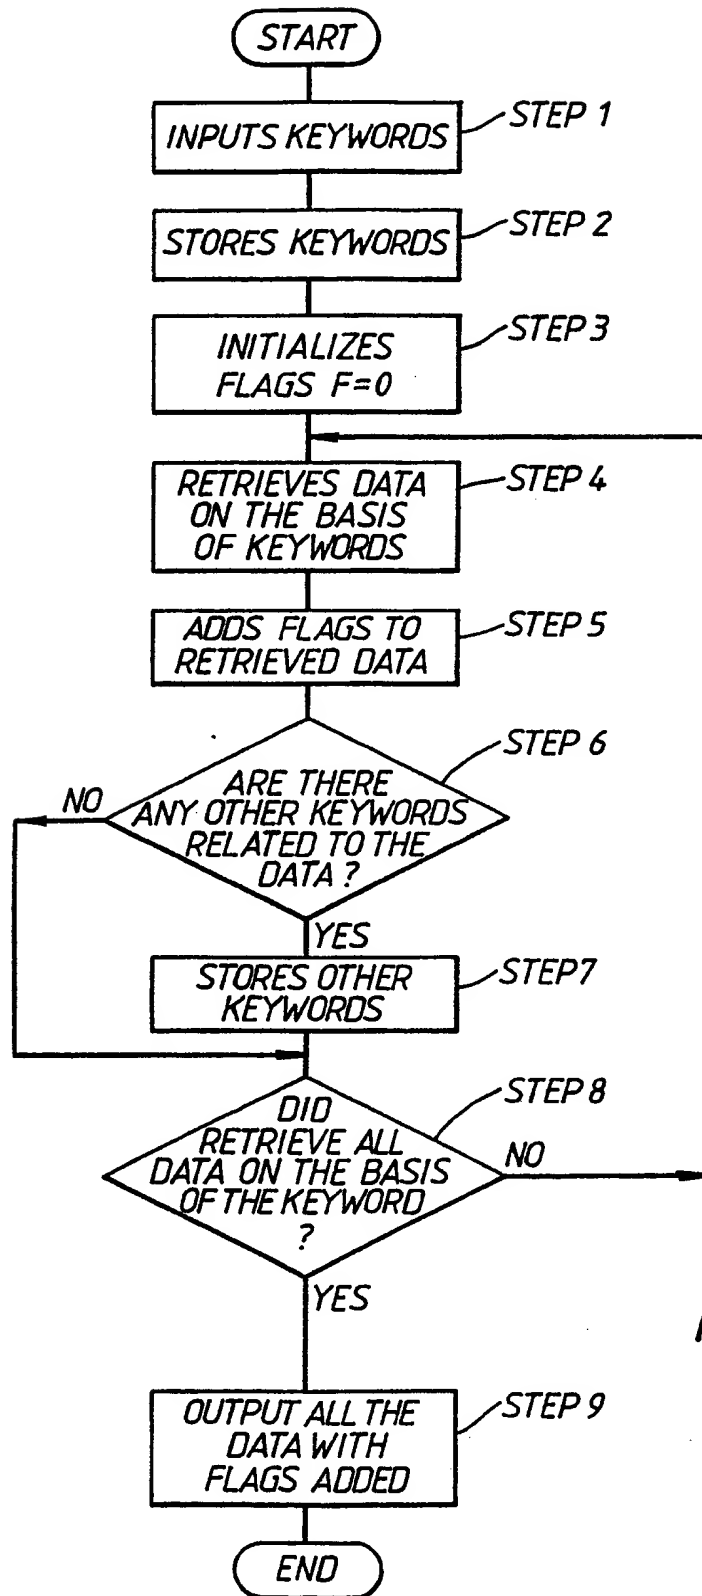 START
INPUTS KEYWORDS
STEP 1
STORES KEYWORDS
STEP 2
INITIALIZES
FLAGS F=0
STEP 3
RETRIEVES DATA
ON THE BASIS
OF KEYWORDS
STEP 4
ADDS FLAGS TO
RETRIEVED DATA
STEP 5
STEP 6
ARE THERE
ANY OTHER KEYWORDS
RELATED TO THE
DATA ?
NO
YES
STORES OTHER
KEYWORDS
STEP7
STEP 8
DID
RETRIEVE ALL
DATA ON THE BASIS
OF THE KEYWORD
?
NO
YES
OUTPUT ALL THE
DATA WITH
FLAGS ADDED
STEP 9
END